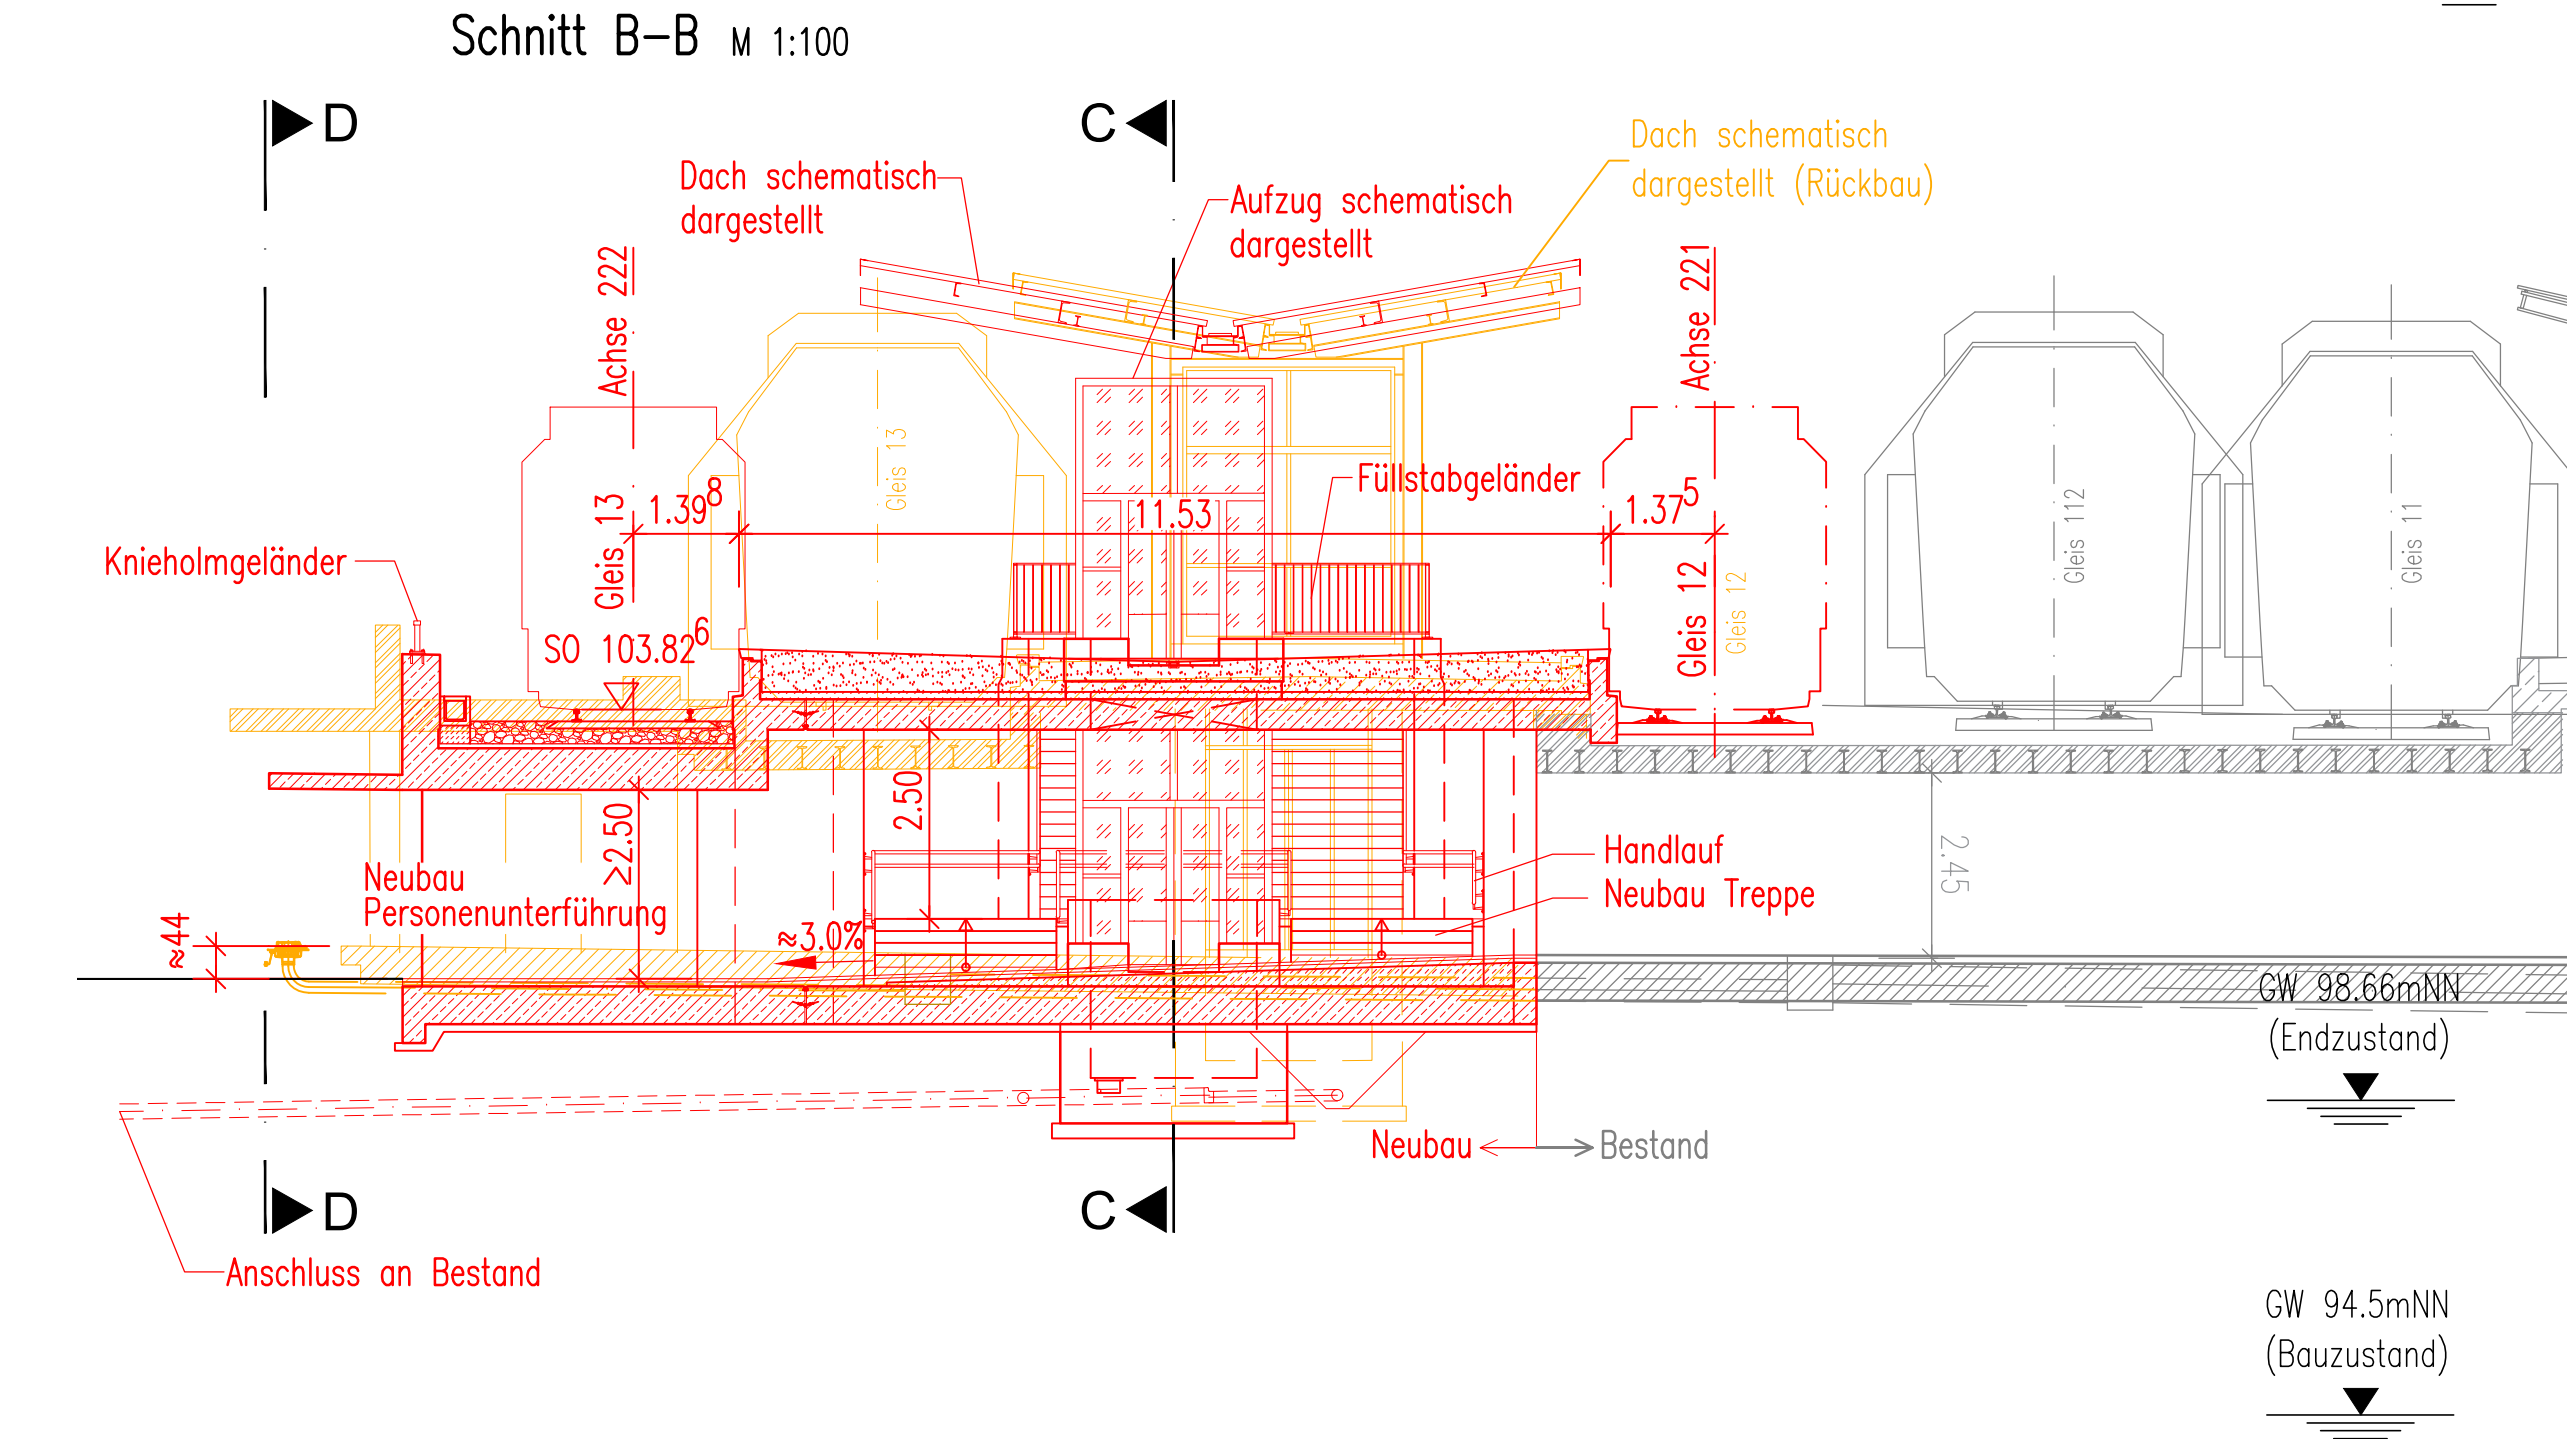 Schnitt B-B M 1:100
D
C
Dach schematisch
dargestellt
Aufzug schematisch
dargestellt
Dach schematisch
dargestellt (Rückbau)
Achse 222
Achse 221
Gleis 13
Gleis 13
Füllstabgeländer
1.39⁸
11.53
1.37⁵
Gleis 112
Gleis 11
Knieholmgeländer
Gleis 12
Gleis 12
SO 103.82⁶
≥2.50
2.50
2.45
Handlauf
Neubau Treppe
Neubau
Personenunterführung
≈44
≈3.0%
GW 98.66mNN
(Endzustand)
Neubau
Bestand
D
C
Anschluss an Bestand
GW 94.5mNN
(Bauzustand)